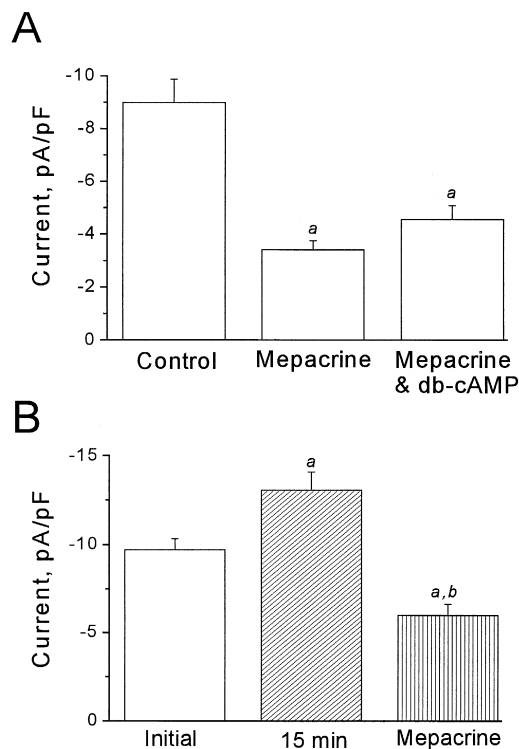 A
Current, pA/pF
-10
-8
-6
-4
-2
0
a
a
Control
Mepacrine
Mepacrine
& db-cAMP
B
Current, pA/pF
-15
-10
-5
0
a
a,b
Initial
15 min
Mepacrine